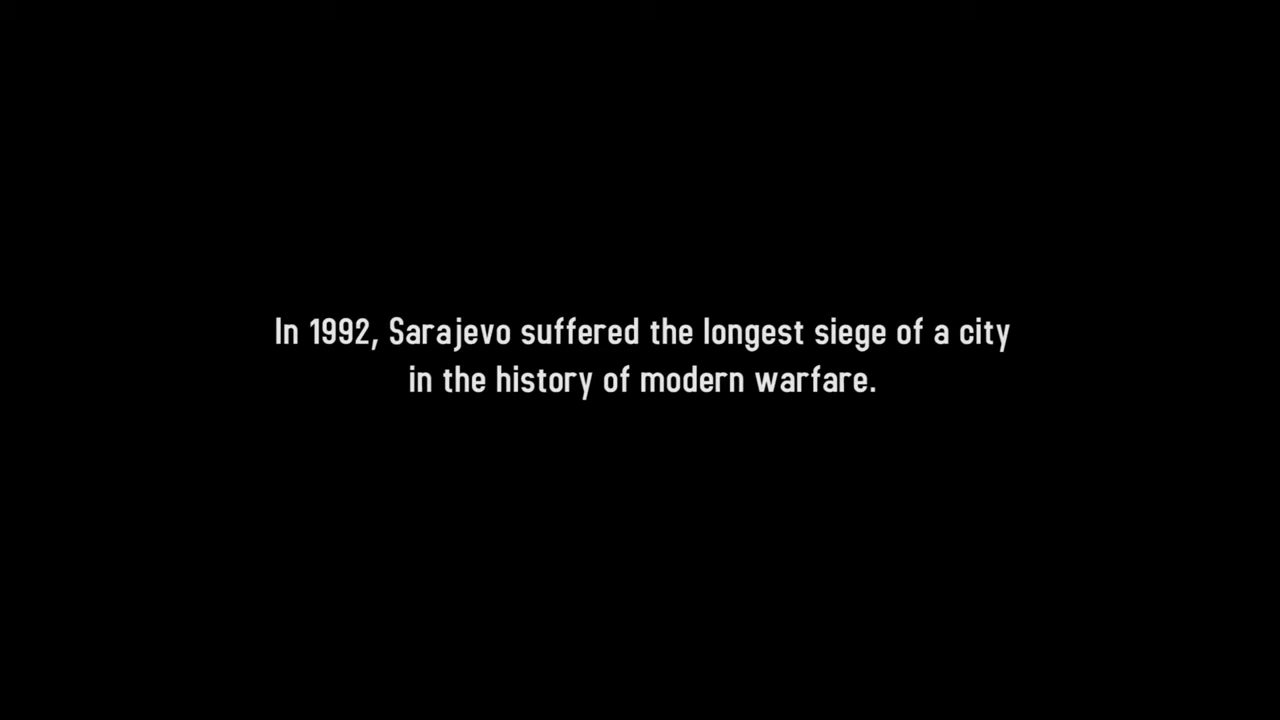 In 1992, Sarajevo suffered the longest siege of a city
in the history of modern warfare.